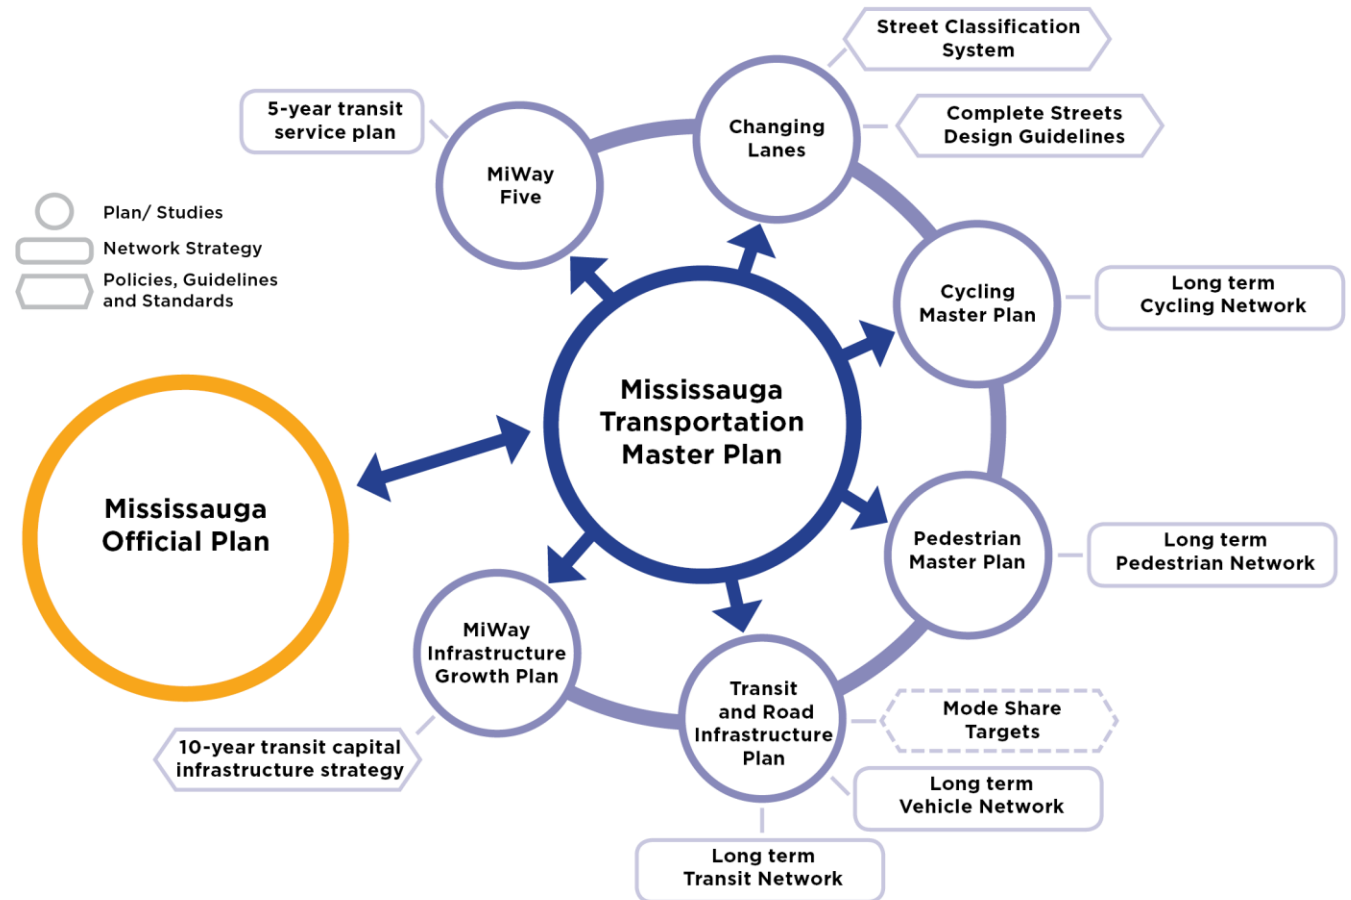 Street Classification
System
5-year transit
service plan
Complete Streets
Design Guidelines
Changing
Lanes
MiWay
Five
Plan/ Studies
Network Strategy
Policies, Guidelines
and Standards
Cycling
Master Plan
Long term
Cycling Network
Mississauga
Transportation
Master Plan
Mississauga
Official Plan
Pedestrian
Master Plan
Long term
Pedestrian Network
MiWay
Infrastructure
Growth Plan
Transit
and Road
Infrastructure
Plan
Mode Share
Targets
10-year transit capital
infrastructure strategy
Long term
Vehicle Network
Long term
Transit Network